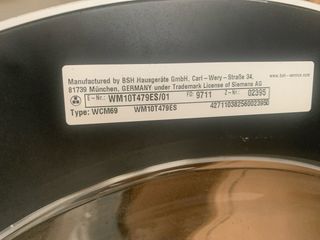 Manufactured by BSH Hausgeräte GmbH, Carl-Wery-Straße 34,
81739 München, GERMANY under Trademark License of Siemens AG
www.bsh-service.com
E-Nr.: WM10T479ES/01 FD: 9711 Z-Nr.: 02395
Type: WCM69 WM10T479ES 427110382560023950